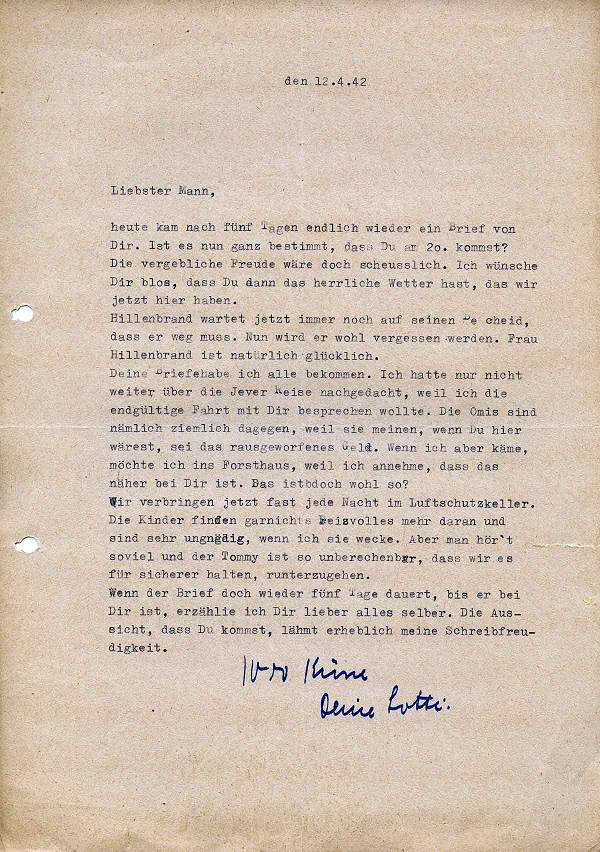 den 12.4.42
Liebster Mann,
heute kam nach fünf Tagen endlich wieder ein Brief von
Dir. Ist es nun ganz bestimmt, dass Du am 2o. kommst?
Die vergebliche Freude wäre doch scheusslich. Ich wünsche
Dir blos, dass Du dann das herrliche Wetter hast, das wir
jetzt hier haben.
Hillenbrand wartet jetzt immer noch auf seinen Be cheid,
dass er weg muss. Nun wird er wohl vergessen werden. Frau
Hillenbrand ist natürlich glücklich.
Deine Briefehabe ich alle bekommen. Ich hatte nur nicht
weiter über die Jever Reise nachgedacht, weil ich die
endgültige Fahrt mit Dir besprechen wollte. Die Omis sind
nämlich ziemlich dagegen, weil sie meinen, wenn Du hier
wärest, sei das rausgeworfenes Geld. Wenn ich aber käme,
möchte ich ins Forsthaus, weil ich annehme, dass das
näher bei Dir ist. Das istbdoch wohl so?
Wir verbringen jetzt fast jede Nacht im Luftschutzkeller.
Die Kinder finden garnichts Reizvolles mehr daran und
sind sehr ungnädig, wenn ich sie wecke. Aber man hör't
soviel und der Tommy ist so unberechenbar, dass wir es
für sicherer halten, runterzugehen.
Wenn der Brief doch wieder fünf Tage dauert, bis er bei
Dir ist, erzählie ich Dir lieber alles selber. Die Aus-
sicht, dass Du kommst, lähmt erheblich meine Schreibfreu-
digkeit.
Deine Lotti.